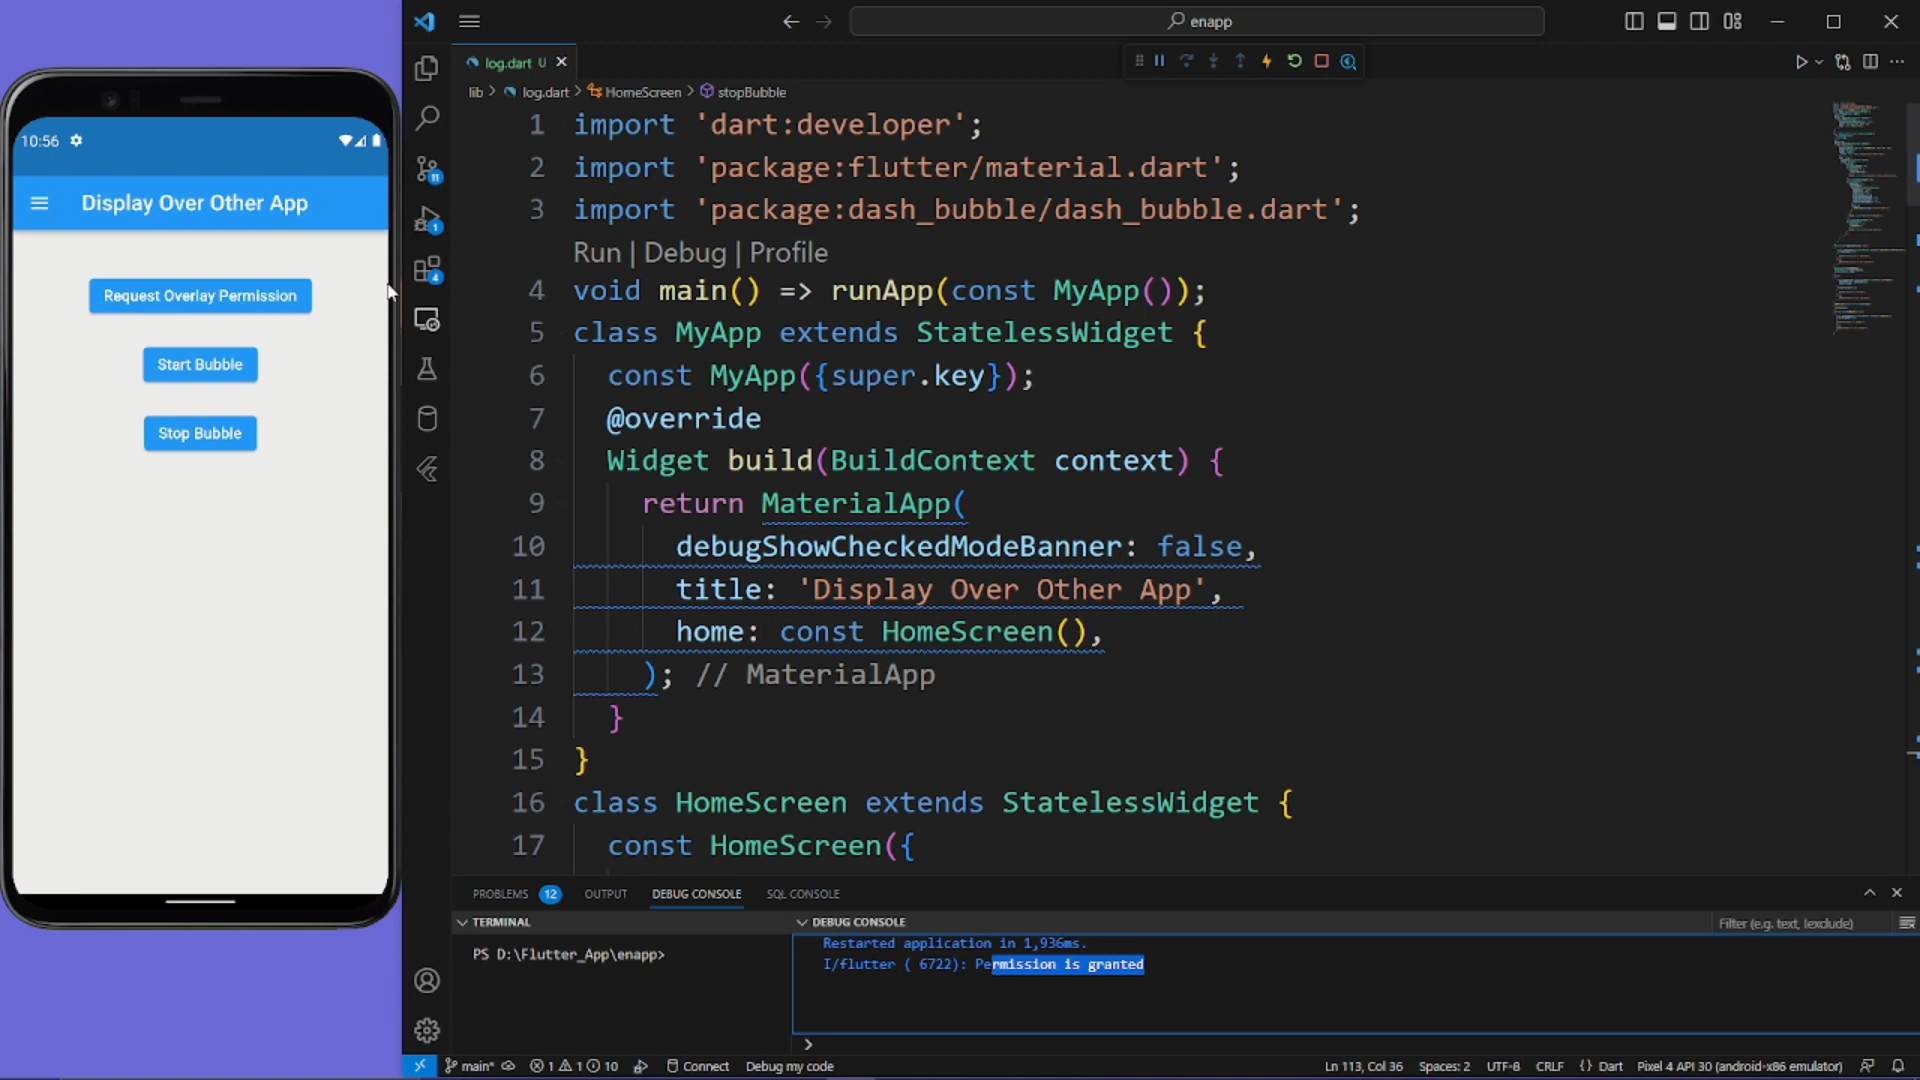 10:56
Display Over Other App
Request Overlay Permission
Start Bubble
Stop Bubble
enapp
log.dart U
lib > log.dart > HomeScreen > stopBubble
11
1
4
1 import 'dart:developer';
2 import 'package:flutter/material.dart';
3 import 'package:dash_bubble/dash_bubble.dart';
Run | Debug | Profile
4 void main() => runApp(const MyApp());
5 class MyApp extends StatelessWidget {
6 const MyApp({super.key});
7 @override
8 Widget build(BuildContext context) {
9 return MaterialApp(
10 debugShowCheckedModeBanner: false,
11 title: 'Display Over Other App',
12 home: const HomeScreen(),
13 ); // MaterialApp
14 }
15 }
16 class HomeScreen extends StatelessWidget {
17 const HomeScreen({
PROBLEMS 12 OUTPUT DEBUG CONSOLE SQL CONSOLE
TERMINAL
PS D:\Flutter_App\enapp>
DEBUG CONSOLE
Filter (e.g. text, !exclude)
Restarted application in 1,936ms.
I/flutter ( 6722): Permission is granted
>
main* 1 1 10 Connect Debug my code Ln 113, Col 36 Spaces: 2 UTF-8 CRLF {} Dart Pixel 4 API 30 (android-x86 emulator)